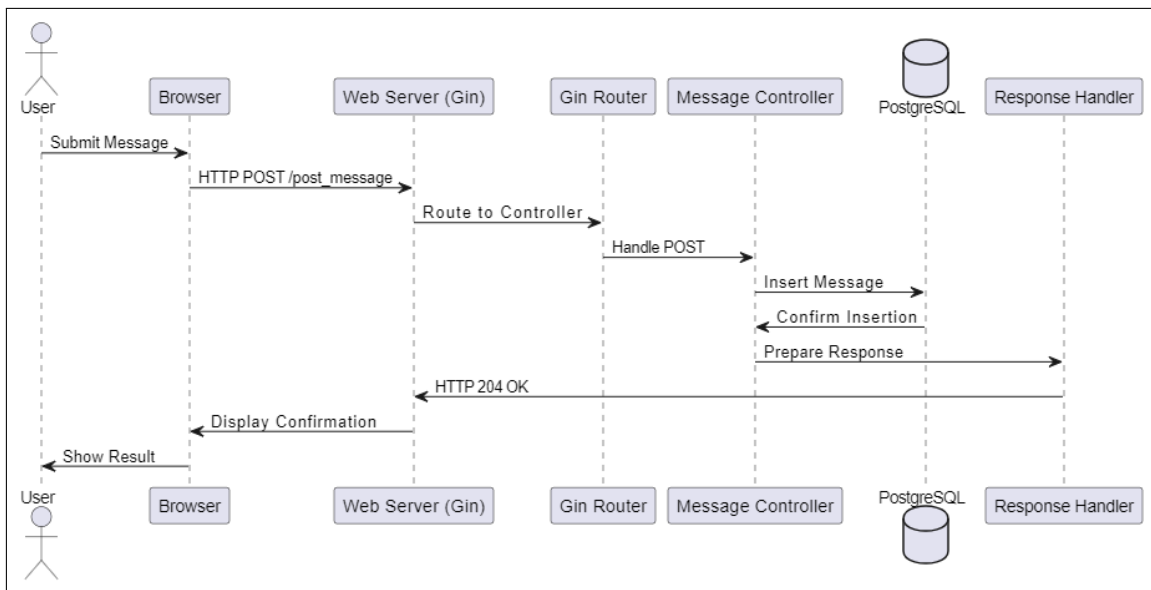 User
Browser
Web Server (Gin)
Gin Router
Message Controller
PostgreSQL
Response Handler
Submit Message
HTTP POST /post_message
Route to Controller
Handle POST
Insert Message
Confirm Insertion
Prepare Response
HTTP 204 OK
Display Confirmation
Show Result
User
Browser
Web Server (Gin)
Gin Router
Message Controller
PostgreSQL
Response Handler